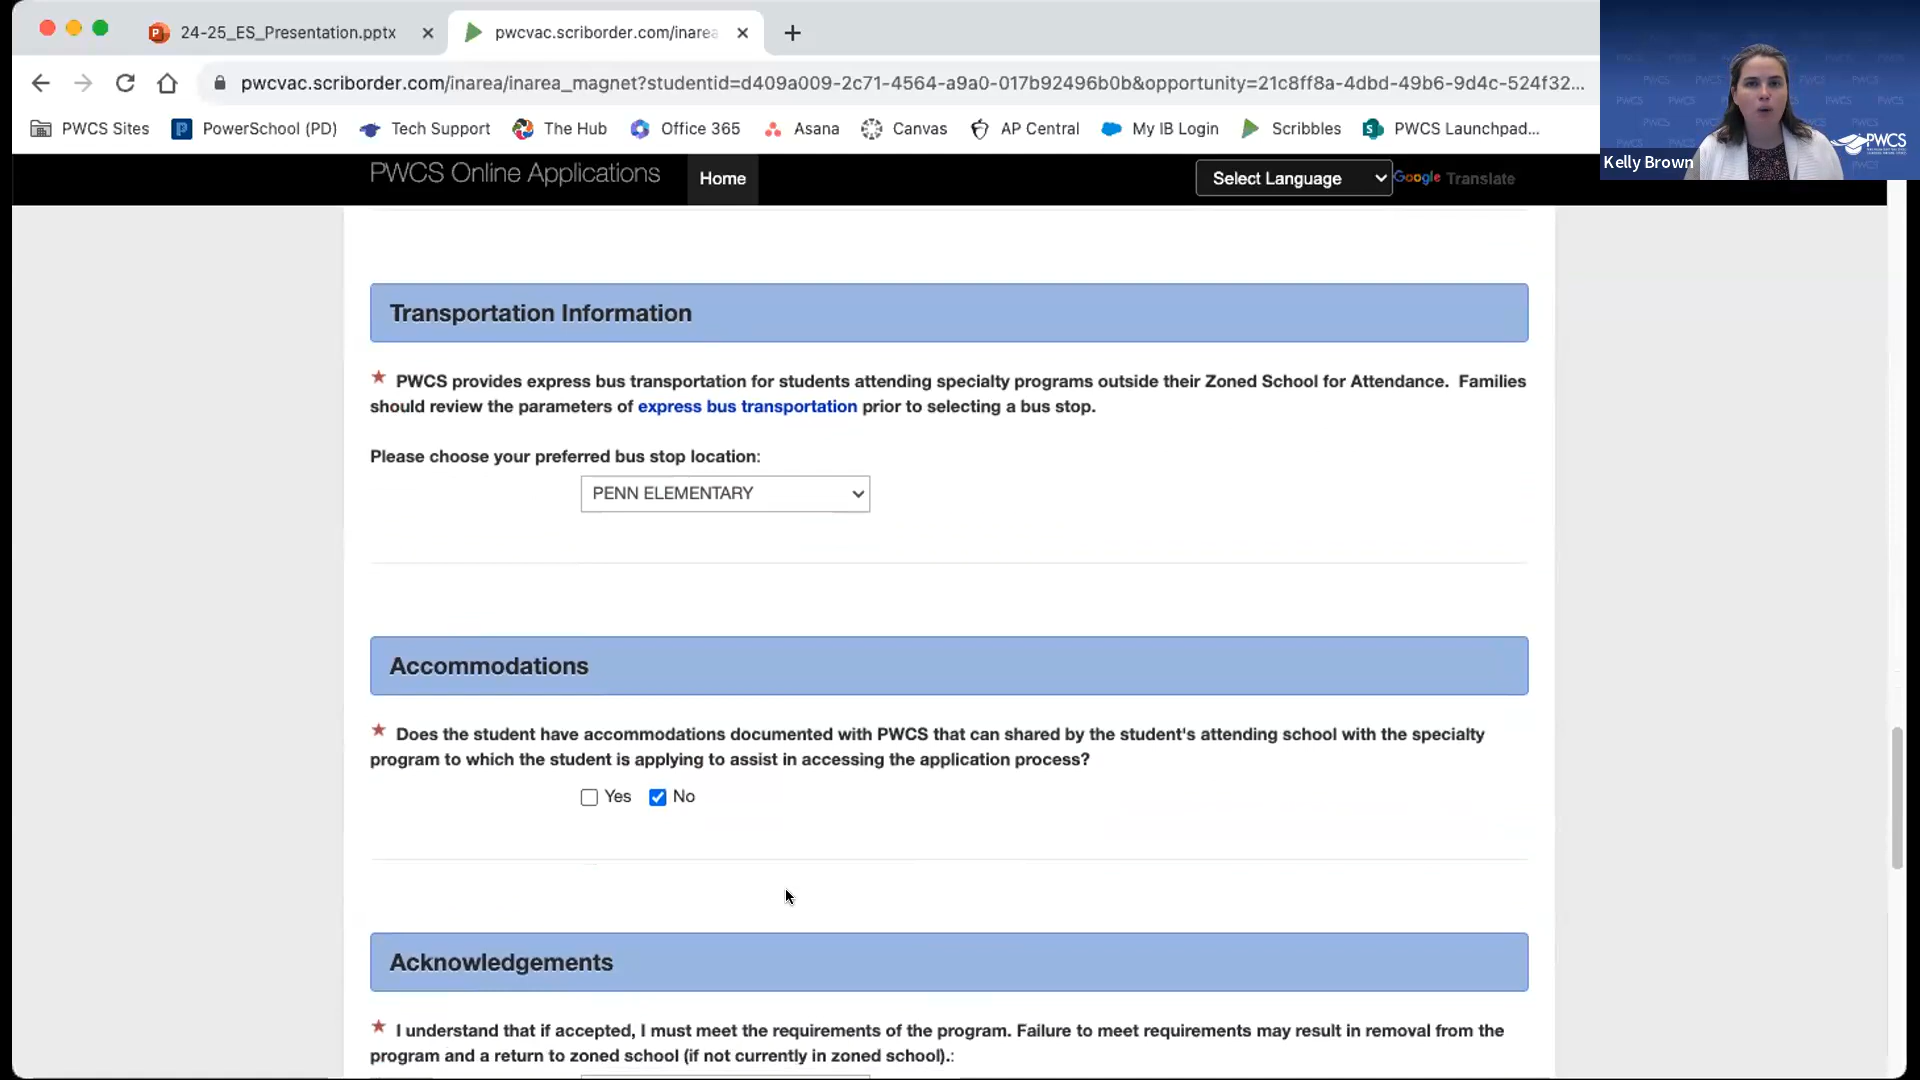 24-25_ES_Presentation.pptx
pwcvac.scriborder.com/inarea
pwcvac.scriborder.com/inarea/inarea_magnet?studentid=d409a009-2c71-4564-a9a0-017b92496b0b&opportunity=21c8ff8a-4dbd-49b6-9d4c-524f32...
PWCS Sites PowerSchool (PD) Tech Support The Hub Office 365 Asana Canvas AP Central My IB Login Scribbles PWCS Launchpad...
PWCS
Kelly Brown
PWCS Online Applications Home Select Language Google Translate
Transportation Information
PWCS provides express bus transportation for students attending specialty programs outside their Zoned School for Attendance. Families
should review the parameters of express bus transportation prior to selecting a bus stop.
Please choose your preferred bus stop location:
PENN ELEMENTARY
Accommodations
Does the student have accommodations documented with PWCS that can shared by the student's attending school with the specialty
program to which the student is applying to assist in accessing the application process?
Yes No
Acknowledgements
I understand that if accepted, I must meet the requirements of the program. Failure to meet requirements may result in removal from the
program and a return to zoned school (if not currently in zoned school).: